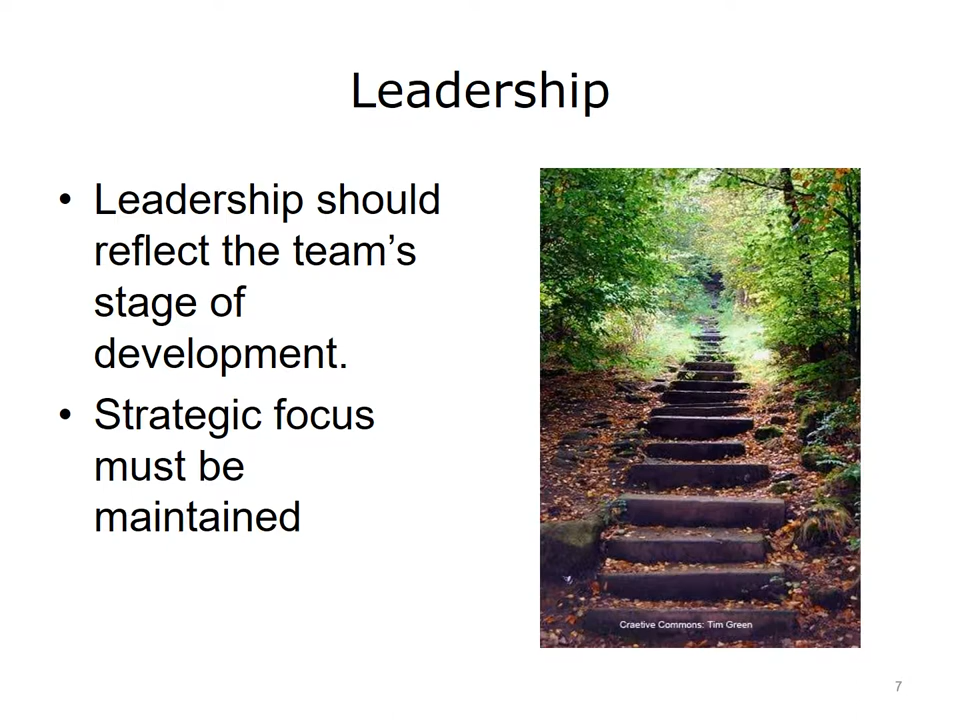 Leadership
• Leadership should
reflect the team’s
stage of
development.
• Strategic focus
must be
maintained
Craetive Commons: Tim Green
7